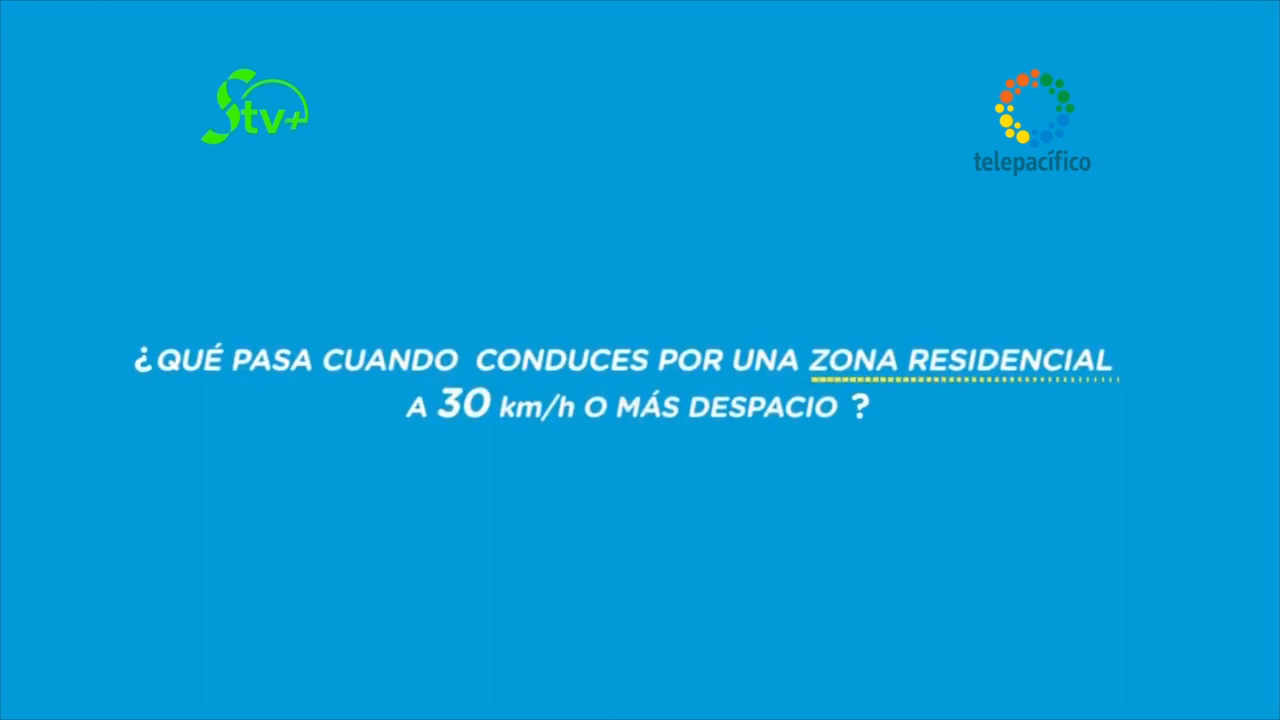 Stv+
telepacífico
¿QUÉ PASA CUANDO CONDUCES POR UNA ZONA RESIDENCIAL
A 30 km/h O MÁS DESPACIO ?